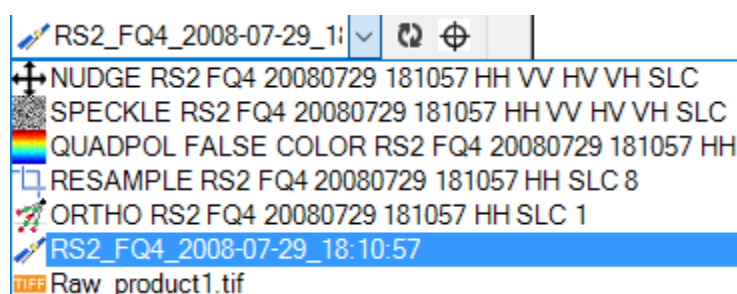 RS2_FQ4_2008-07-29_18
NUDGE RS2 FQ4 20080729 181057 HH VV HV VH SLC
SPECKLE RS2 FQ4 20080729 181057 HH VV HV VH SLC
QUADPOL FALSE COLOR RS2 FQ4 20080729 181057 HH
RESAMPLE RS2 FQ4 20080729 181057 HH SLC 8
ORTHO RS2 FQ4 20080729 181057 HH SLC 1
RS2_FQ4_2008-07-29_18:10:57
TIFF Raw_product1.tif